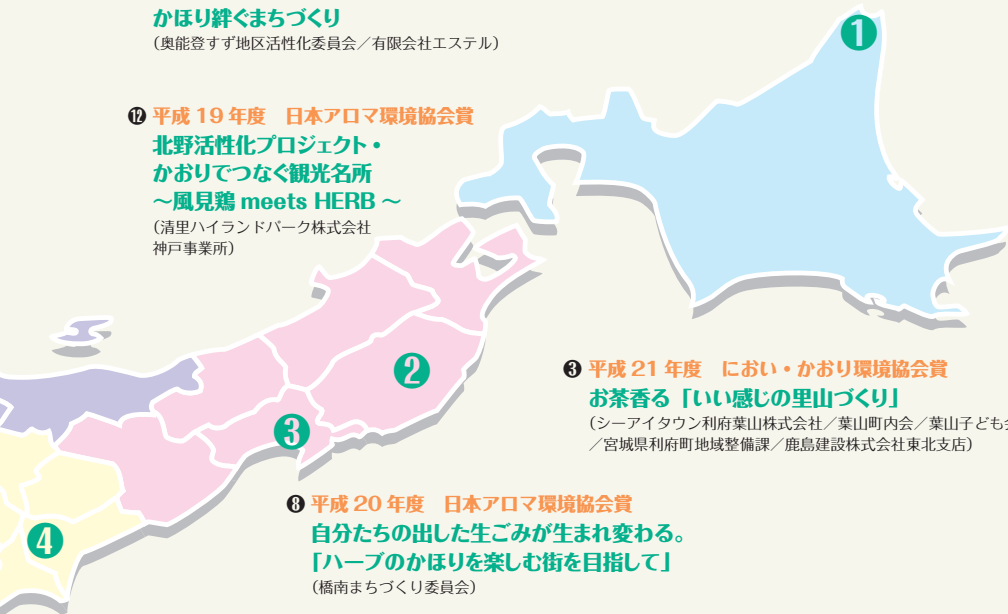 かほり紲ぐまちづくり
（奥能登すず地区活性化委員会／有限会社エステル）
⓬ 平成 19 年度　日本アロマ環境協会賞
北野活性化プロジェクト・
かおりでつなぐ観光名所
～風見鶏 meets HERB ～
（清里ハイランドパーク株式会社
神戸事業所）
❶
❷
❸
❹
❸ 平成 21 年度　におい・かおり環境協会賞
お茶香る「いい感じの里山づくり」
（シーアイタウン利府葉山株式会社／葉山町内会／葉山子ども会
／宮城県利府町地域整備課／鹿島建設株式会社東北支店）
❽ 平成 20 年度　日本アロマ環境協会賞
自分たちの出した生ごみが生まれ変わる。
「ハーブのかほりを楽しむ街を目指して」
（橋南まちづくり委員会）